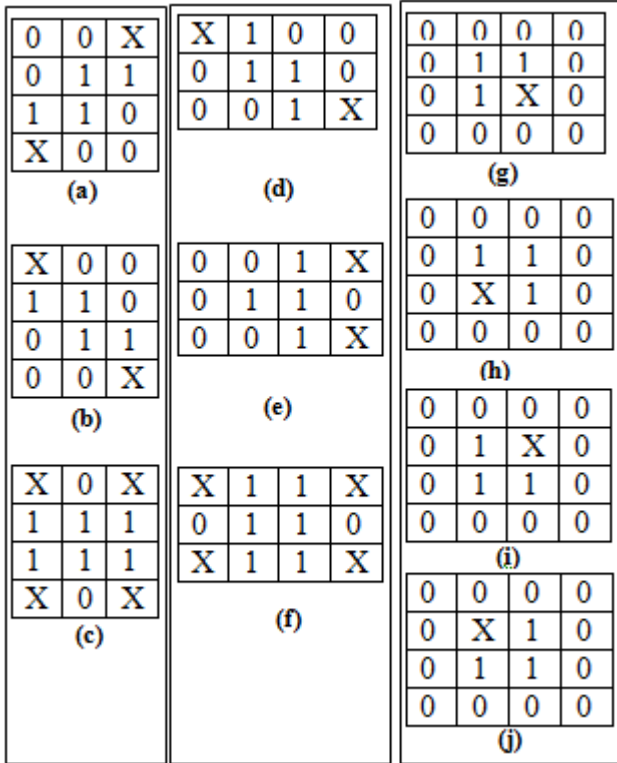 0 0 X
0 1 1
1 1 0
X 0 0
(a)
X 0 0
1 1 0
0 1 1
0 0 X
(b)
X 0 X
1 1 1
1 1 1
X 0 X
(c)
X 1 0 0
0 1 1 0
0 0 1 X
(d)
0 0 1 X
0 1 1 0
0 0 1 X
(e)
X 1 1 X
0 1 1 0
X 1 1 X
(f)
0 0 0 0
0 1 1 0
0 1 X 0
0 0 0 0
(g)
0 0 0 0
0 1 1 0
0 X 1 0
0 0 0 0
(h)
0 0 0 0
0 1 X 0
0 1 1 0
0 0 0 0
(i)
0 0 0 0
0 X 1 0
0 1 1 0
0 0 0 0
(j)